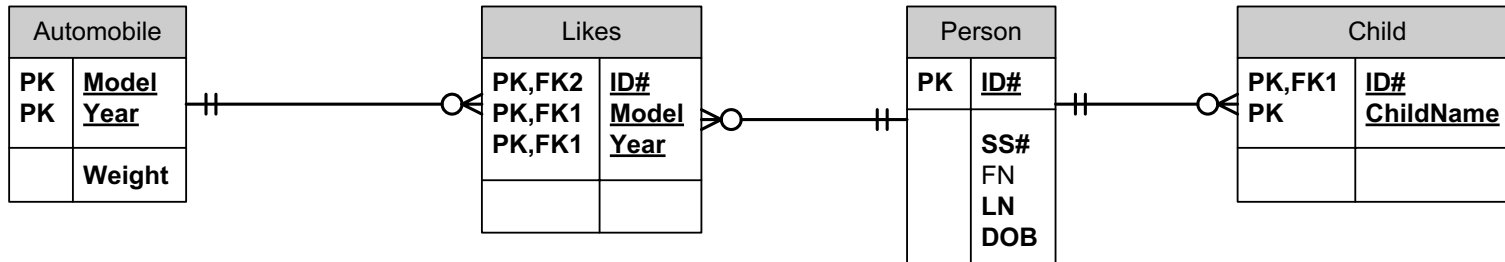 Automobile
PK Model
PK Year
Weight
Likes
PK,FK2 ID#
PK,FK1 Model
PK,FK1 Year
Person
PK ID#
SS#
FN
LN
DOB
Child
PK,FK1 ID#
PK ChildName